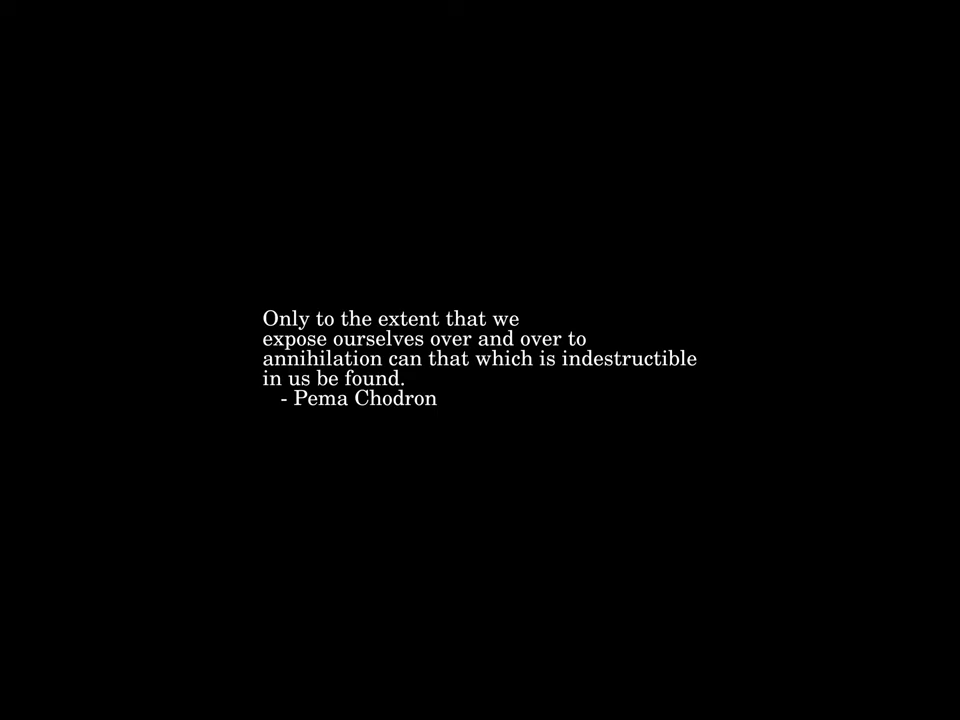 Only to the extent that we
expose ourselves over and over to
annihilation can that which is indestructible
in us be found.
- Pema Chodron